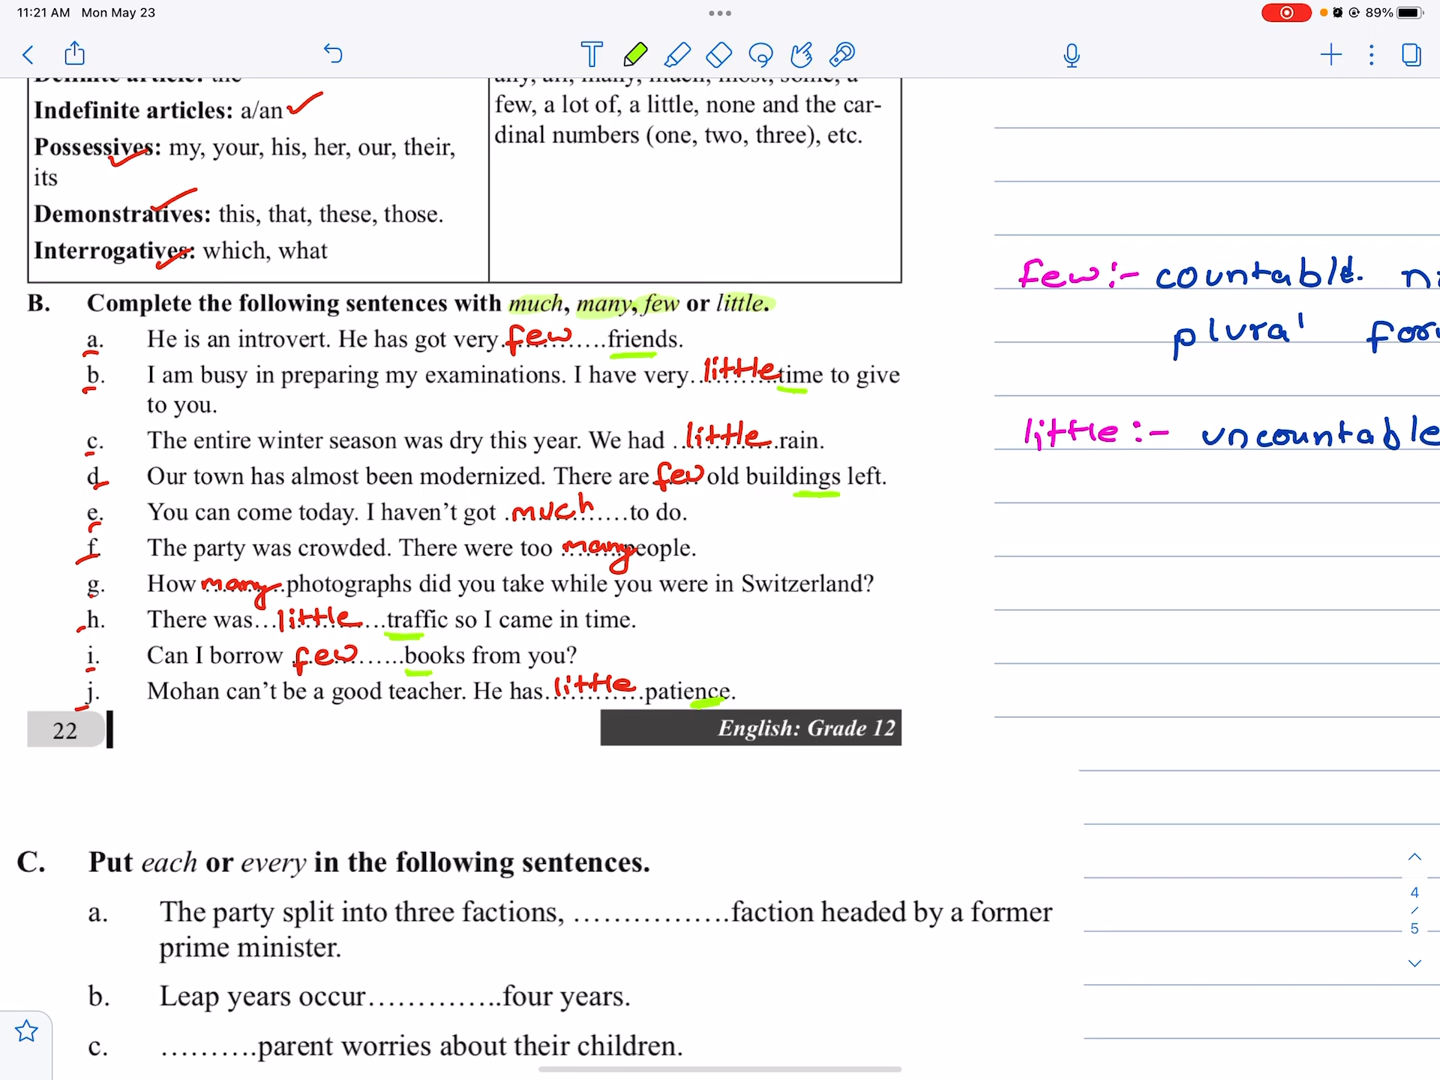 11:21 AM Mon May 23
89%
Indefinite articles: a/an
Possessives: my, your, his, her, our, their,
its
Demonstratives: this, that, these, those.
Interrogatives: which, what
few, a lot of, a little, none and the car-
dinal numbers (one, two, three), etc.
few:- countable.
plural
little:- uncountable
B. Complete the following sentences with much, many, few or little.
a. He is an introvert. He has got very few friends.
b. I am busy in preparing my examinations. I have very little time to give
to you.
c. The entire winter season was dry this year. We had little rain.
d. Our town has almost been modernized. There are few old buildings left.
e. You can come today. I haven't got much to do.
f. The party was crowded. There were too many people.
g. How many photographs did you take while you were in Switzerland?
h. There was little traffic so I came in time.
i. Can I borrow few books from you?
j. Mohan can't be a good teacher. He has little patience.
22
English: Grade 12
C. Put each or every in the following sentences.
a. The party split into three factions, ................faction headed by a former
prime minister.
b. Leap years occur..............four years.
c. ..........parent worries about their children.
4
/
5